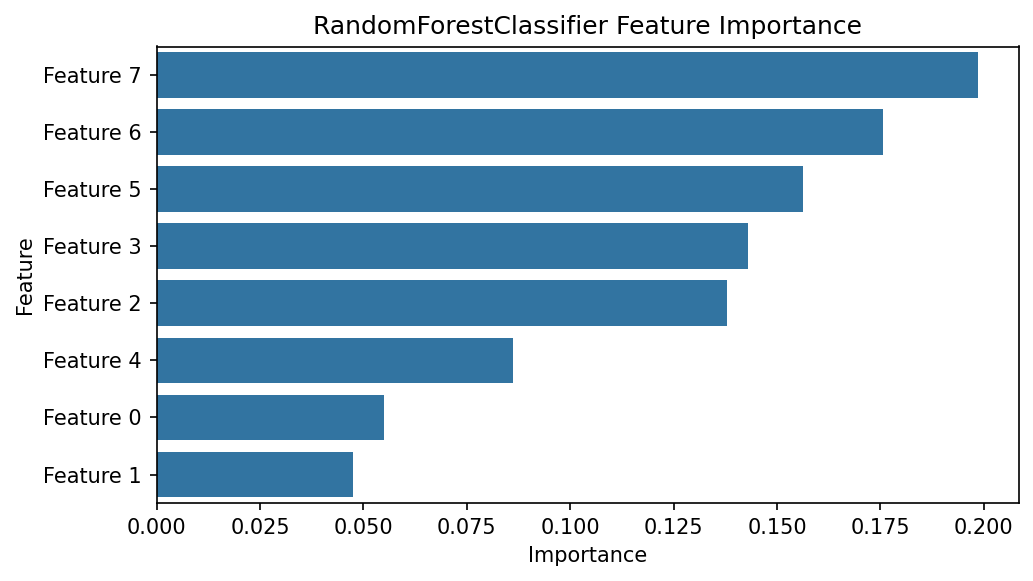 RandomForestClassifier Feature Importance
Feature 7
Feature 6
Feature 5
Feature 3
Feature 2
Feature 4
Feature 0
Feature 1
Feature
0.000 0.025 0.050 0.075 0.100 0.125 0.150 0.175 0.200
Importance